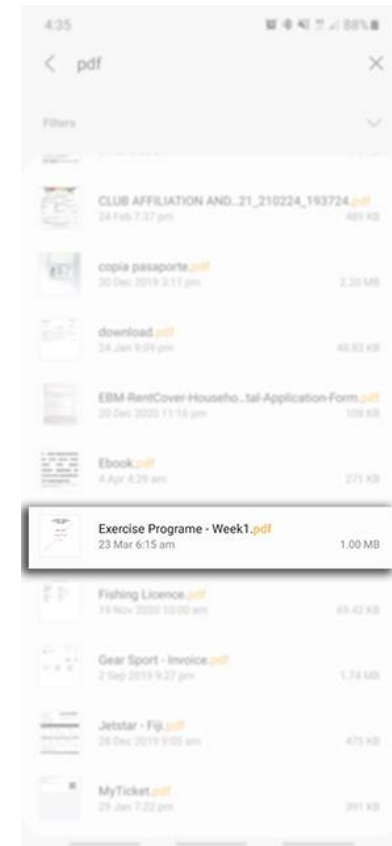 4:35
88%
pdf
Filters
CLUB AFFILIATION AND..21_210224_193724.pdf
24 Feb 7:37 pm 489 KB
copia pasaporte.pdf
30 Dec 2019 3:11 pm 2.20 MB
download.pdf
24 Jan 9:09 pm 48.83 KB
EBM-RentCover-Househo..tal-Application-Form.pdf
20 Dec 2020 11:16 pm 108 KB
Ebook.pdf
4 Apr 4:29 am 271 KB
Exercise Programe - Week1.pdf
23 Mar 6:15 am 1.00 MB
Fishing Licence.pdf
19 Nov 2020 10:00 am 69.42 KB
Gear Sport - Invoice.pdf
2 Sep 2019 9:27 pm 1.74 MB
Jetstar - Fiji.pdf
28 Dec 2019 9:05 am 475 KB
MyTicket.pdf
29 Jan 7:22 pm 391 KB